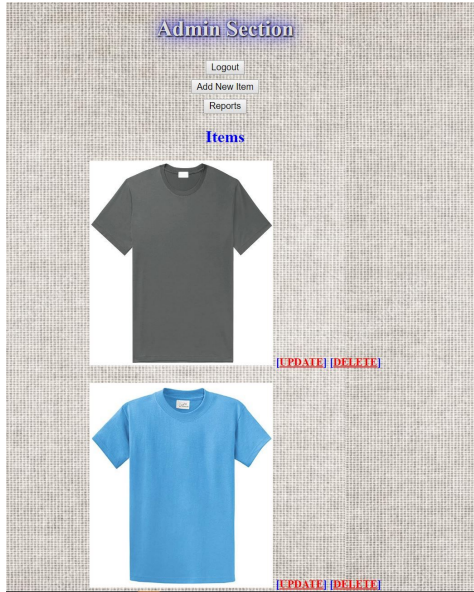 Admin Section
Logout
Add New Item
Reports
Items
[UPDATE] [DELETE]
[UPDATE] [DELETE]